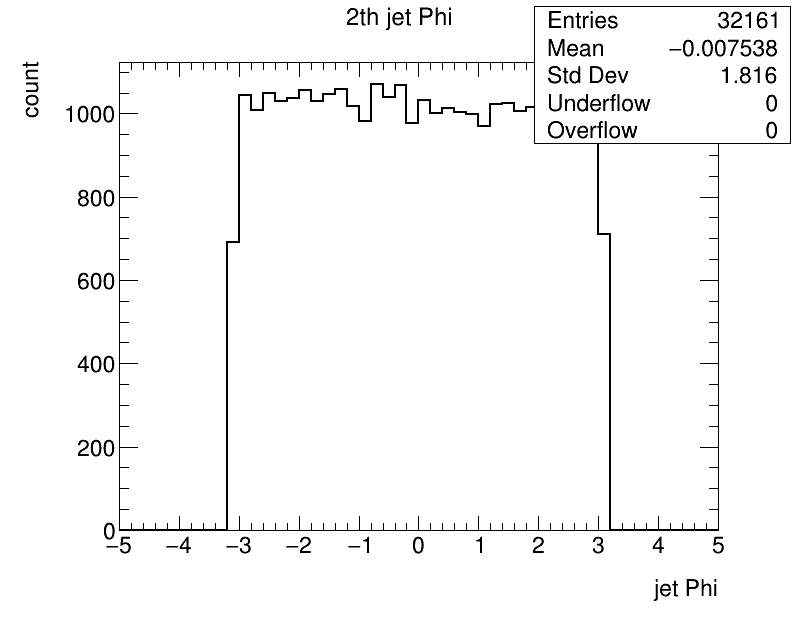 2th jet Phi
Entries 32161
Mean −0.007538
Std Dev 1.816
Underflow 0
Overflow 0
count
1000
800
600
400
200
0
−5 −4 −3 −2 −1 0 1 2 3 4 5
jet Phi